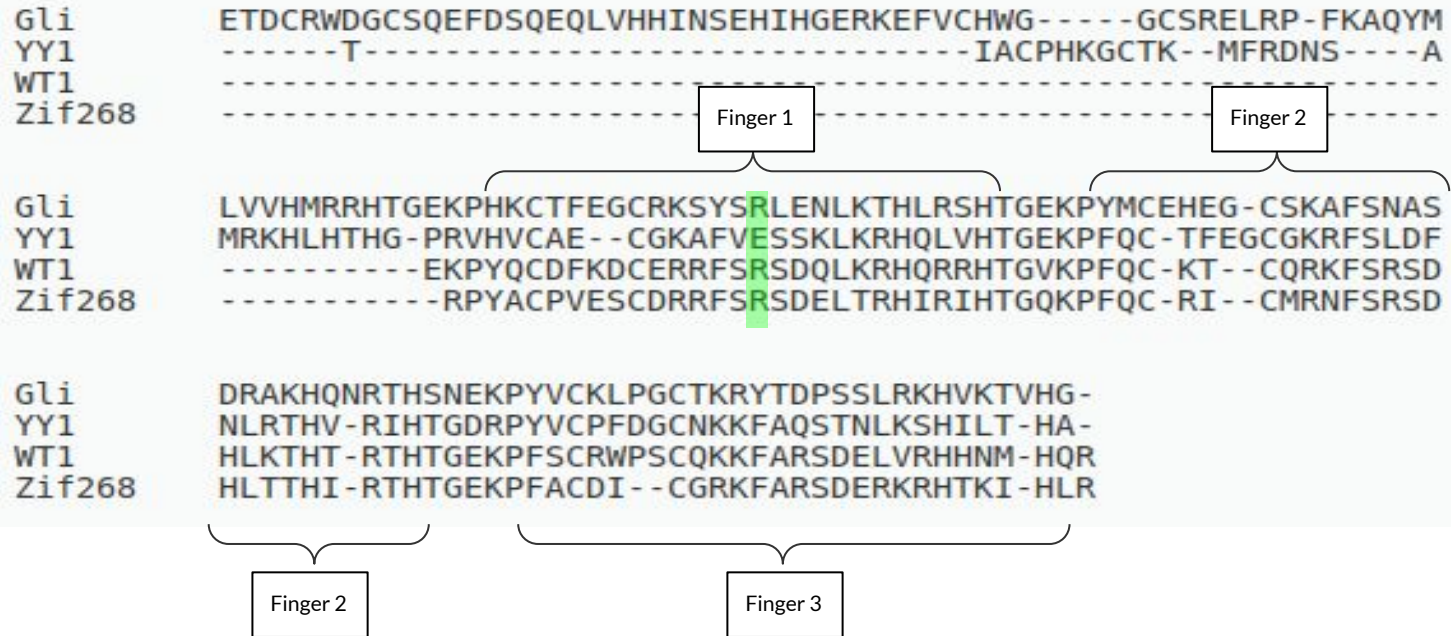 Gli ETDCRWDGCSQEFDSQEQLVHHINSEHIHGERKEFVCHWG-----GCSRELRP-FKAQYM
YY1 ------T----------------------------IACPHKGCTK--MFRDNS----A
WT1 ------------------------------------------------------------
Zif268 ------------------------------------------------------------
Finger 1 Finger 2
Gli LVVHMRRHTGEKPHKCTFEGCRKSYSRLENLKTHLRSHTGEKPYMCEHEG-CSKAFSNAS
YY1 MRKHLHTHG-PRVHVCAE--CGKAFVESSKLKRHQLVHTGEKPFQC-TFEGCGKRFSLDF
WT1 ----------EKPYQCDFKDCERRFSRSDQLKRHQRRHTGVKPFQC-KT--CQRKFSRSD
Zif268 -----------RPYACPVESCDRRFSRSDELTRHIRIHTGQKPFQC-RI--CMRNFSRSD
Gli DRAKHQNRTHSNEKPYVCKLPGCTKRYTDPSSLRKHVKTVHG-
YY1 NLRTHV-RIHTGDRPYVCPFDGCNKKFAQSTNLKSHILT-HA-
WT1 HLKTHT-RTHTGEKPFSCRWPSCQKKFARSDELVRHHNM-HQR
Zif268 HLTTHI-RTHTGEKPFACDI--CGRKFARSDERKRHTKI-HLR
Finger 2 Finger 3